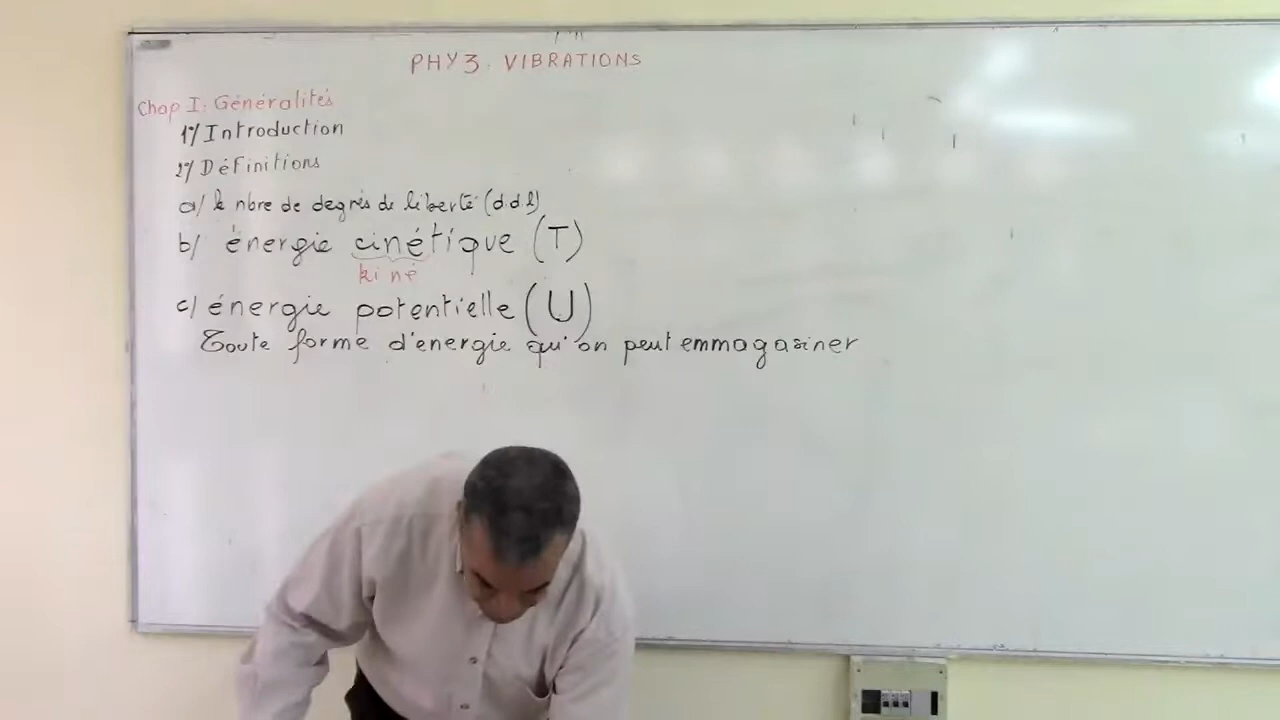 PHY3. VIBRATIONS
Chap I: Généralités
1°/ Introduction
2°/ Définitions
a/ le nbre de degrés de liberté (d.d.l)
b/ énergie cinétique (T)
kiné
c/ énergie potentielle (U)
Toute forme d'énergie qu'on peut emmagasiner